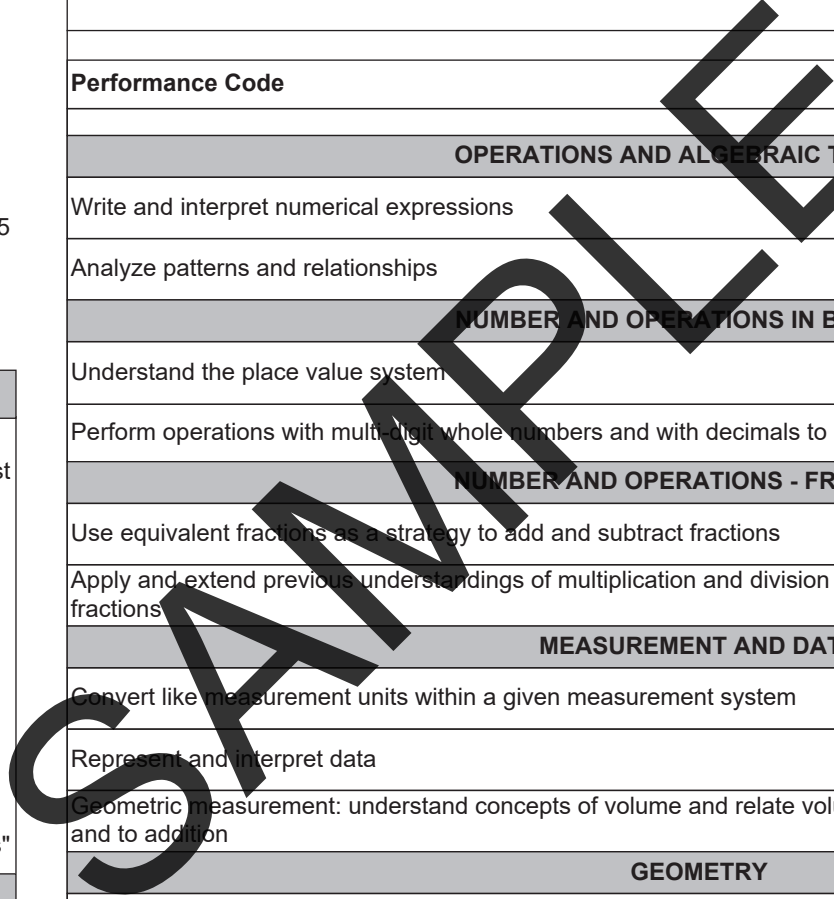 Performance Code
OPERATIONS AND ALGEBRAIC
Write and interpret numerical expressions
5
Analyze patterns and relationships
NUMBER AND OPERATIONS IN B
Understand the place value system
Perform operations with multi-digit whole numbers and with decimals to
st
NUMBER AND OPERATIONS - FR
Use equivalent fractions as a strategy to add and subtract fractions
Apply and extend previous understandings of multiplication and division
fractions
MEASUREMENT AND DAT
Convert like measurement units within a given measurement system
Represent and interpret data
Geometric measurement: understand concepts of volume and relate vol
and to addition
"
GEOMETRY
SAMPLE